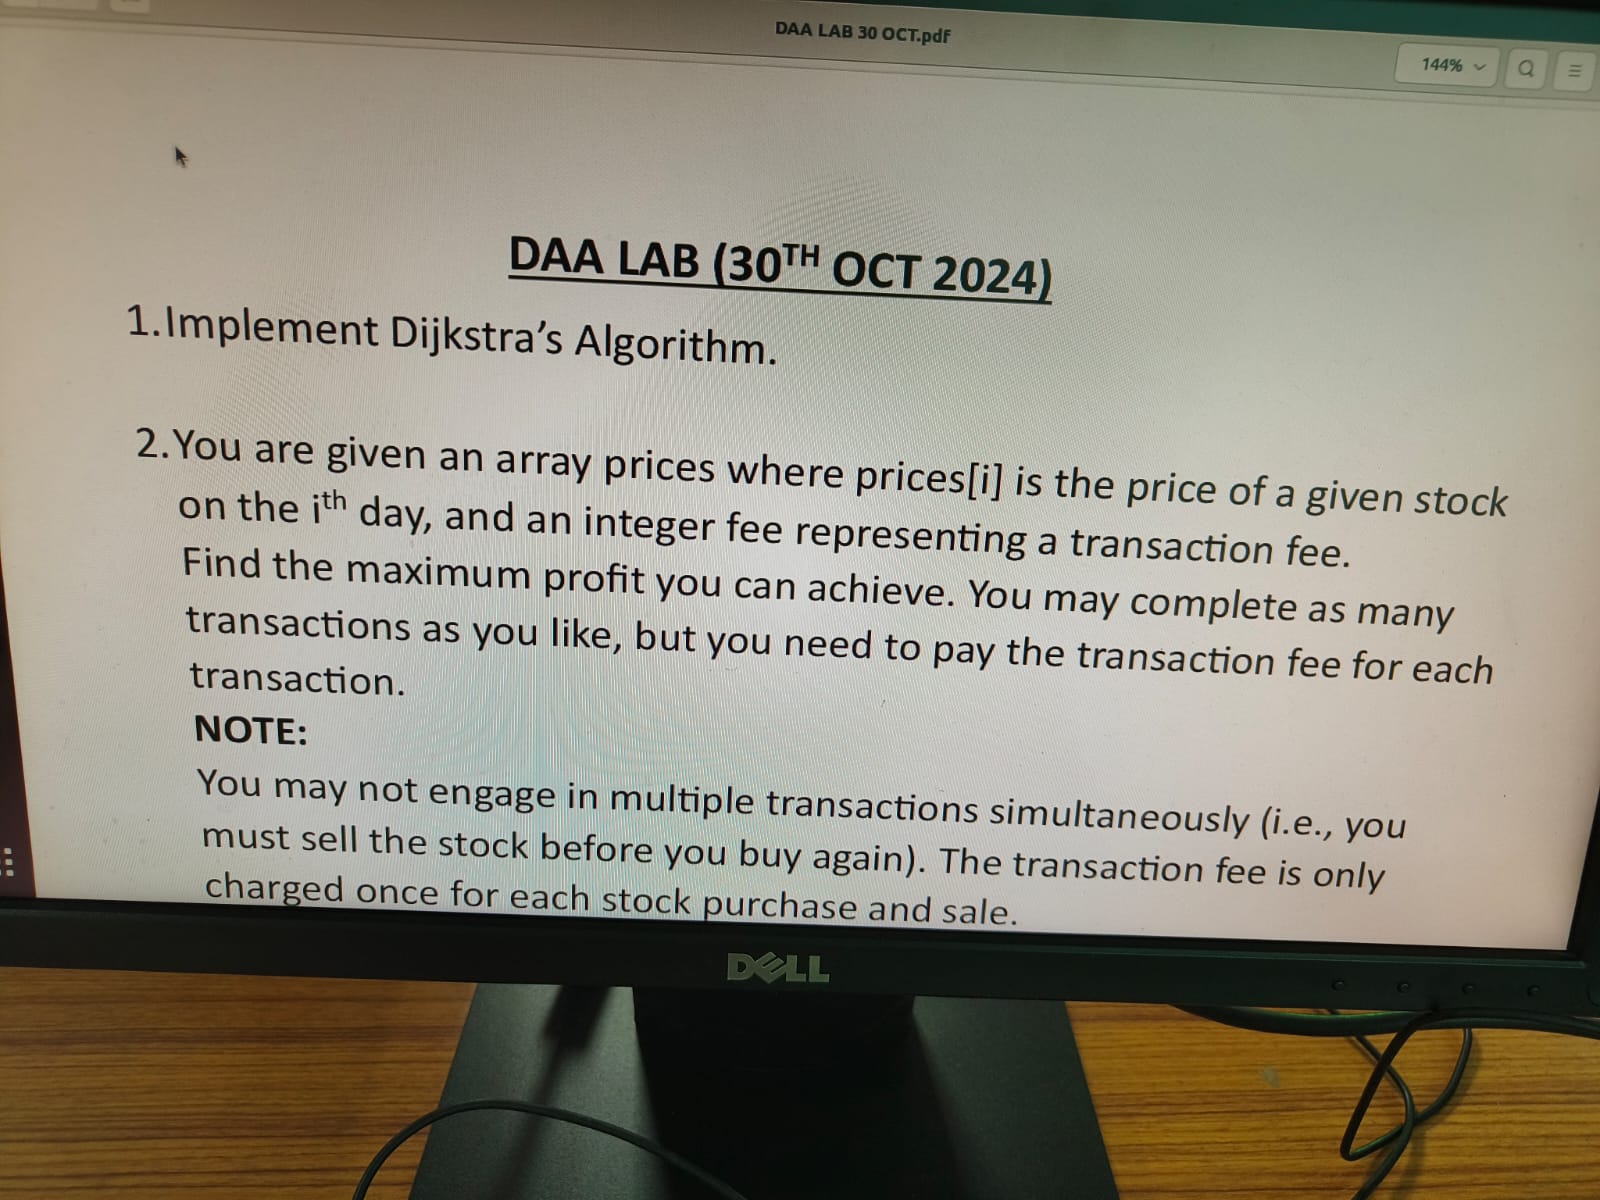 DAA LAB 30 OCT.pdf
144%
DAA LAB (30TH OCT 2024)
1.Implement Dijkstra’s Algorithm.
2.You are given an array prices where prices[i] is the price of a given stock
on the ith day, and an integer fee representing a transaction fee.
Find the maximum profit you can achieve. You may complete as many
transactions as you like, but you need to pay the transaction fee for each
transaction.
NOTE:
You may not engage in multiple transactions simultaneously (i.e., you
must sell the stock before you buy again). The transaction fee is only
charged once for each stock purchase and sale.
DELL